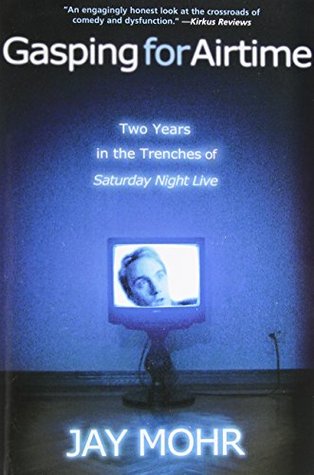 "An engagingly honest look at the crossroads of
comedy and dysfunction."—Kirkus Reviews
Gasping for Airtime
Two Years
in the Trenches of
Saturday Night Live
JAY MOHR